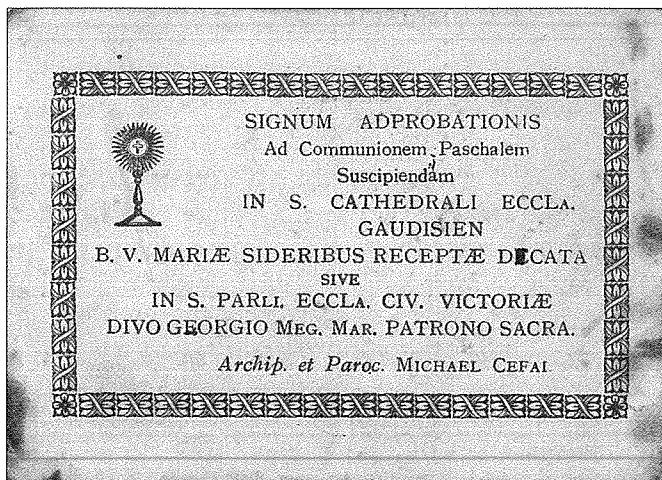 SIGNUM ADPROBATIONIS
Ad Communionem Paschalem
Suscipiendam
IN S. CATHEDRALI ECCLA.
GAUDISIEN
B. V. MARIÆ SIDERIBUS RECEPTÆ DICATA
SIVE
IN S. PARLI. ECCLA. CIV. VICTORIÆ
DIVO GEORGIO MEG. MAR. PATRONO SACRA.
Archip. et Paroc. MICHAEL CEFAI